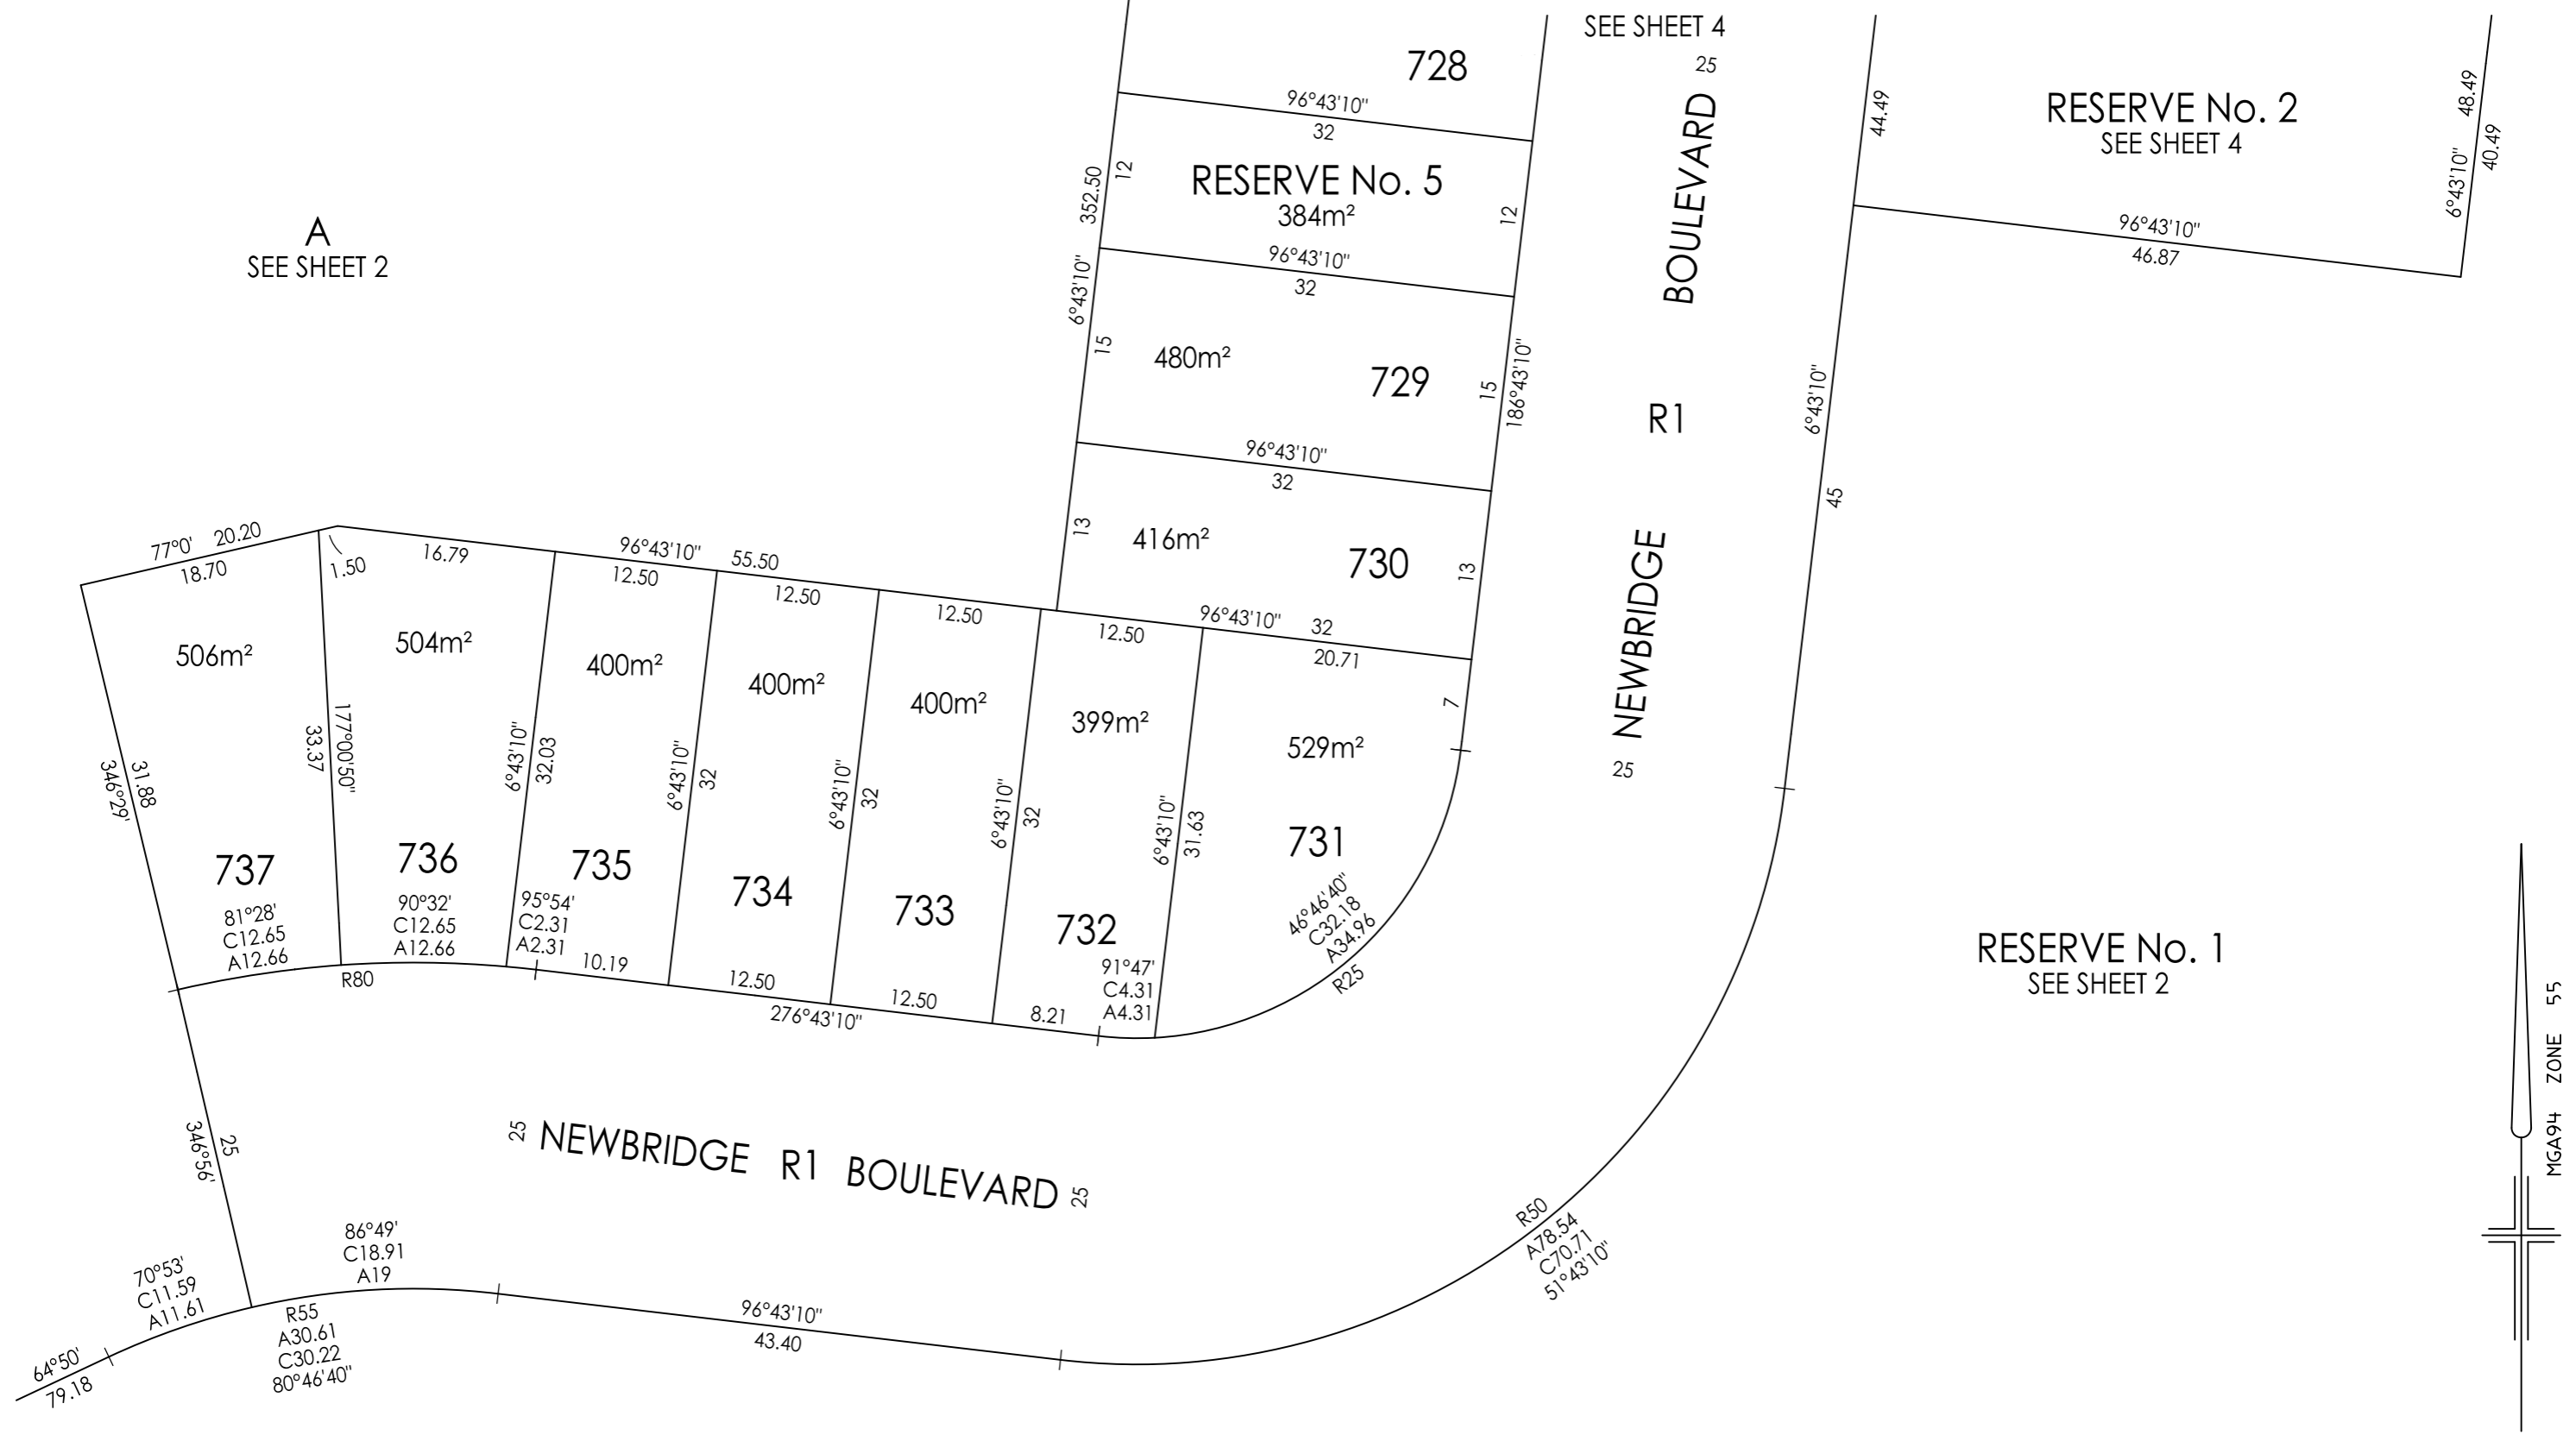 SEE SHEET 4
25
728
96°43'10"
32
RESERVE No. 5
384m²
12
12
352.50
6°43'10"
96°43'10"
32
480m²
729
15
15
186°43'10"
96°43'10"
32
416m²
730
13
13
96°43'10" 32
20.71
BOULEVARD
R1
NEWBRIDGE
25
44.49
6°43'10"
45
RESERVE No. 2
SEE SHEET 4
48.49
6°43'10"
40.49
96°43'10"
46.87
A
SEE SHEET 2
77°0' 20.20
18.70
1.50
16.79
96°43'10" 55.50
12.50
12.50
12.50
12.50
506m²
504m²
400m²
400m²
400m²
399m²
529m²
7
31.88
346°29'
33.37
177°00'50"
6°43'10"
32.03
6°43'10"
32
6°43'10"
32
6°43'10"
32
6°43'10"
31.63
737
736
735
734
733
732
731
81°28'
C12.65
A12.66
90°32'
C12.65
A12.66
95°54'
C2.31
A2.31
R80
10.19
12.50
12.50
8.21
276°43'10"
91°47'
C4.31
A4.31
46°46'40"
C32.18
A34.96
R25
25
346°56'
25
NEWBRIDGE R1 BOULEVARD
25
86°49'
C18.91
A19
70°53'
C11.59
A11.61
R55
A30.61
C30.22
80°46'40"
64°50'
79.18
96°43'10"
43.40
R50
A78.54
C70.71
51°43'10"
RESERVE No. 1
SEE SHEET 2
MGA94 ZONE 55